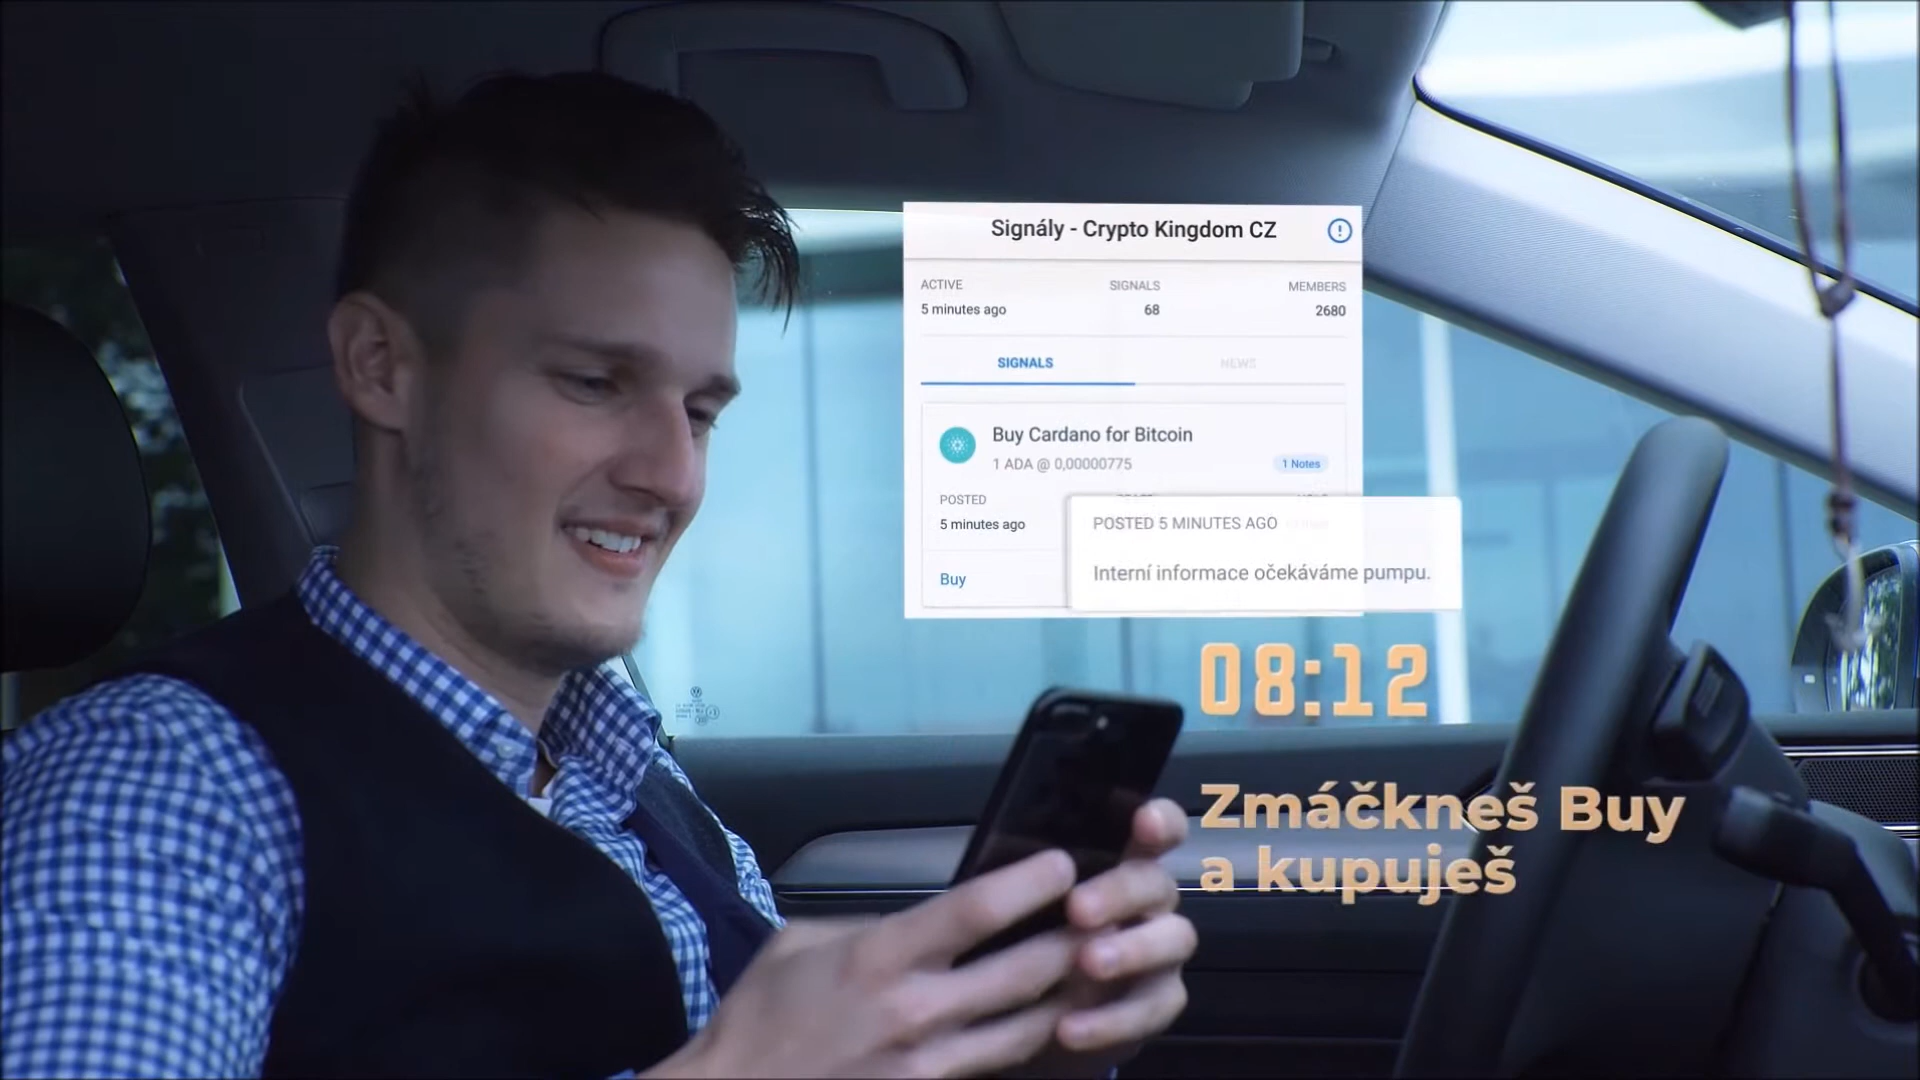 Signály - Crypto Kingdom CZ
ACTIVE SIGNALS MEMBERS
5 minutes ago 68 2680
SIGNALS NEWS
Buy Cardano for Bitcoin
1 ADA @ 0,00000775 1 Notes
POSTED
5 minutes ago
Buy
POSTED 5 MINUTES AGO
Interní informace očekáváme pumpu.
08:12
Zmáčkneš Buy
a kupuješ